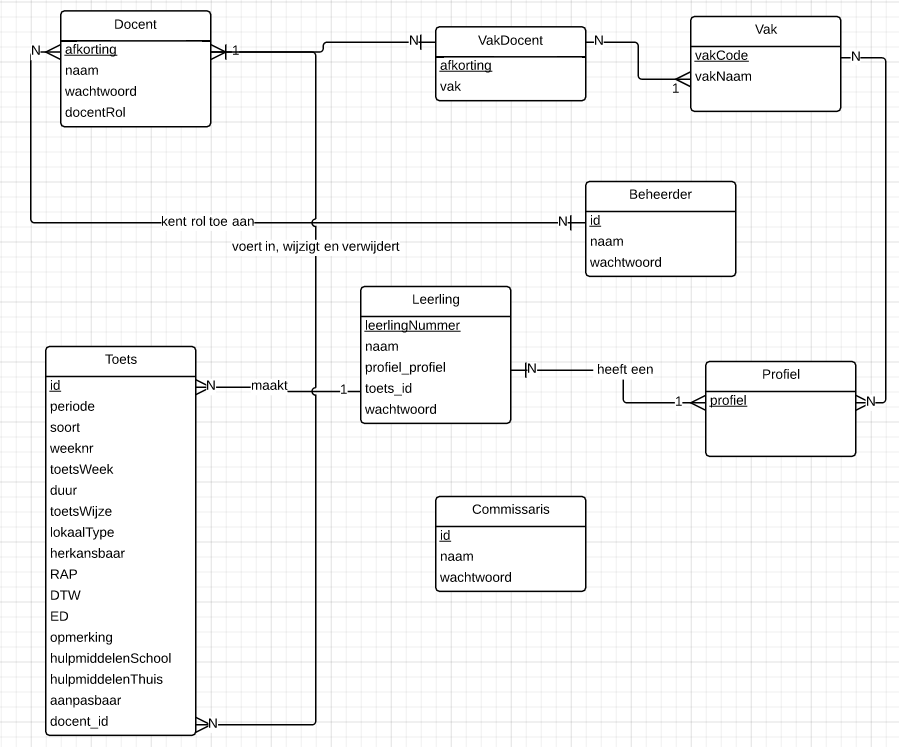 Docent
afkorting
naam
wachtwoord
docentRol
N
1
N
VakDocent
afkorting
vak
N
1
Vak
vakCode
vakNaam
N
kent rol toe aan
N
Beheerder
id
naam
wachtwoord
voert in, wijzigt en verwijdert
Leerling
leerlingNummer
naam
profiel_profiel
toets_id
wachtwoord
N
heeft een
1
Profiel
profiel
N
Toets
id
periode
soort
weeknr
toetsWeek
duur
toetsWijze
lokaalType
herkansbaar
RAP
DTW
ED
opmerking
hulpmiddelenSchool
hulpmiddelenThuis
aanpasbaar
docent_id
N
maakt
1
N
Commissaris
id
naam
wachtwoord